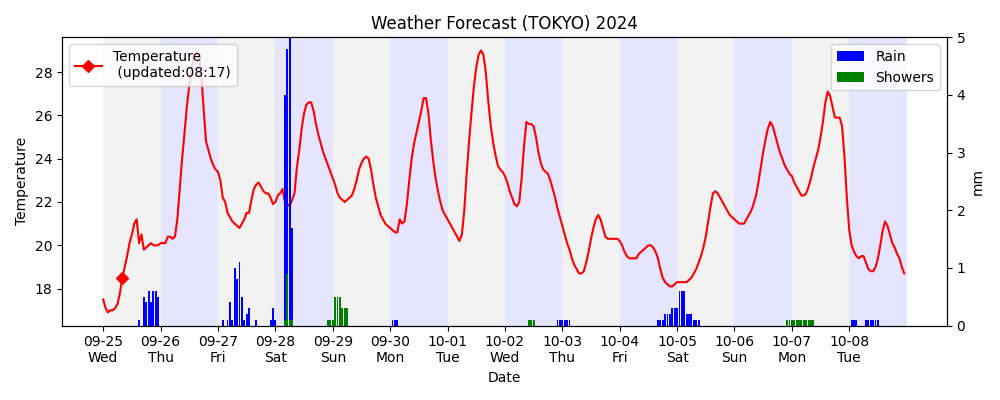 Weather Forecast (TOKYO) 2024
Temperature
(updated:08:17)
Rain
Showers
Temperature
28
26
24
22
20
18
5
4
3
2
1
0
mm
09-25 09-26 09-27 09-28 09-29 09-30 10-01 10-02 10-03 10-04 10-05 10-06 10-07 10-08
Wed Thu Fri Sat Sun Mon Tue Wed Thu Fri Sat Sun Mon Tue
Date